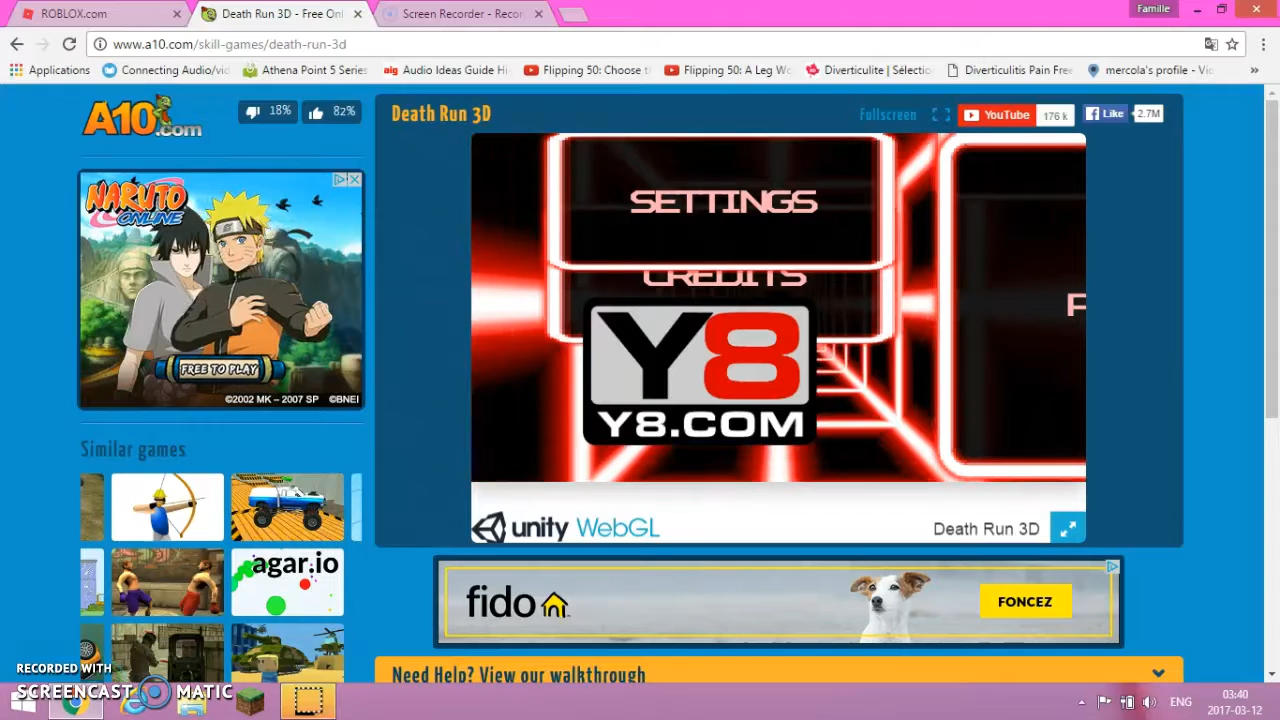 ROBLOX.com
Death Run 3D - Free Onl
Screen Recorder - Recor
Famille
www.a10.com/skill-games/death-run-3d
Applications
Connecting Audio/vid
Athena Point 5 Series
aig Audio Ideas Guide H
Flipping 50: Choose t
Flipping 50: A Leg Wo
Diverticulite | Sélection
Diverticulitis Pain Free
mercola's profile - Vi
»
A10.com
18%
82%
Death Run 3D
Fullscreen
YouTube
176 k
Like
2.7M
NARUTO
ONLINE
FREE TO PLAY
©2002 MK – 2007 SP ©BNEI
SETTINGS
CREDITS
Y8
Y8.COM
Similar games
agar.io
unity WebGL
Death Run 3D
fido
FONCEZ
Need Help? View our walkthrough
RECORDED WITH
SCREENCAST MATIC
ENG
03:40
2017-03-12